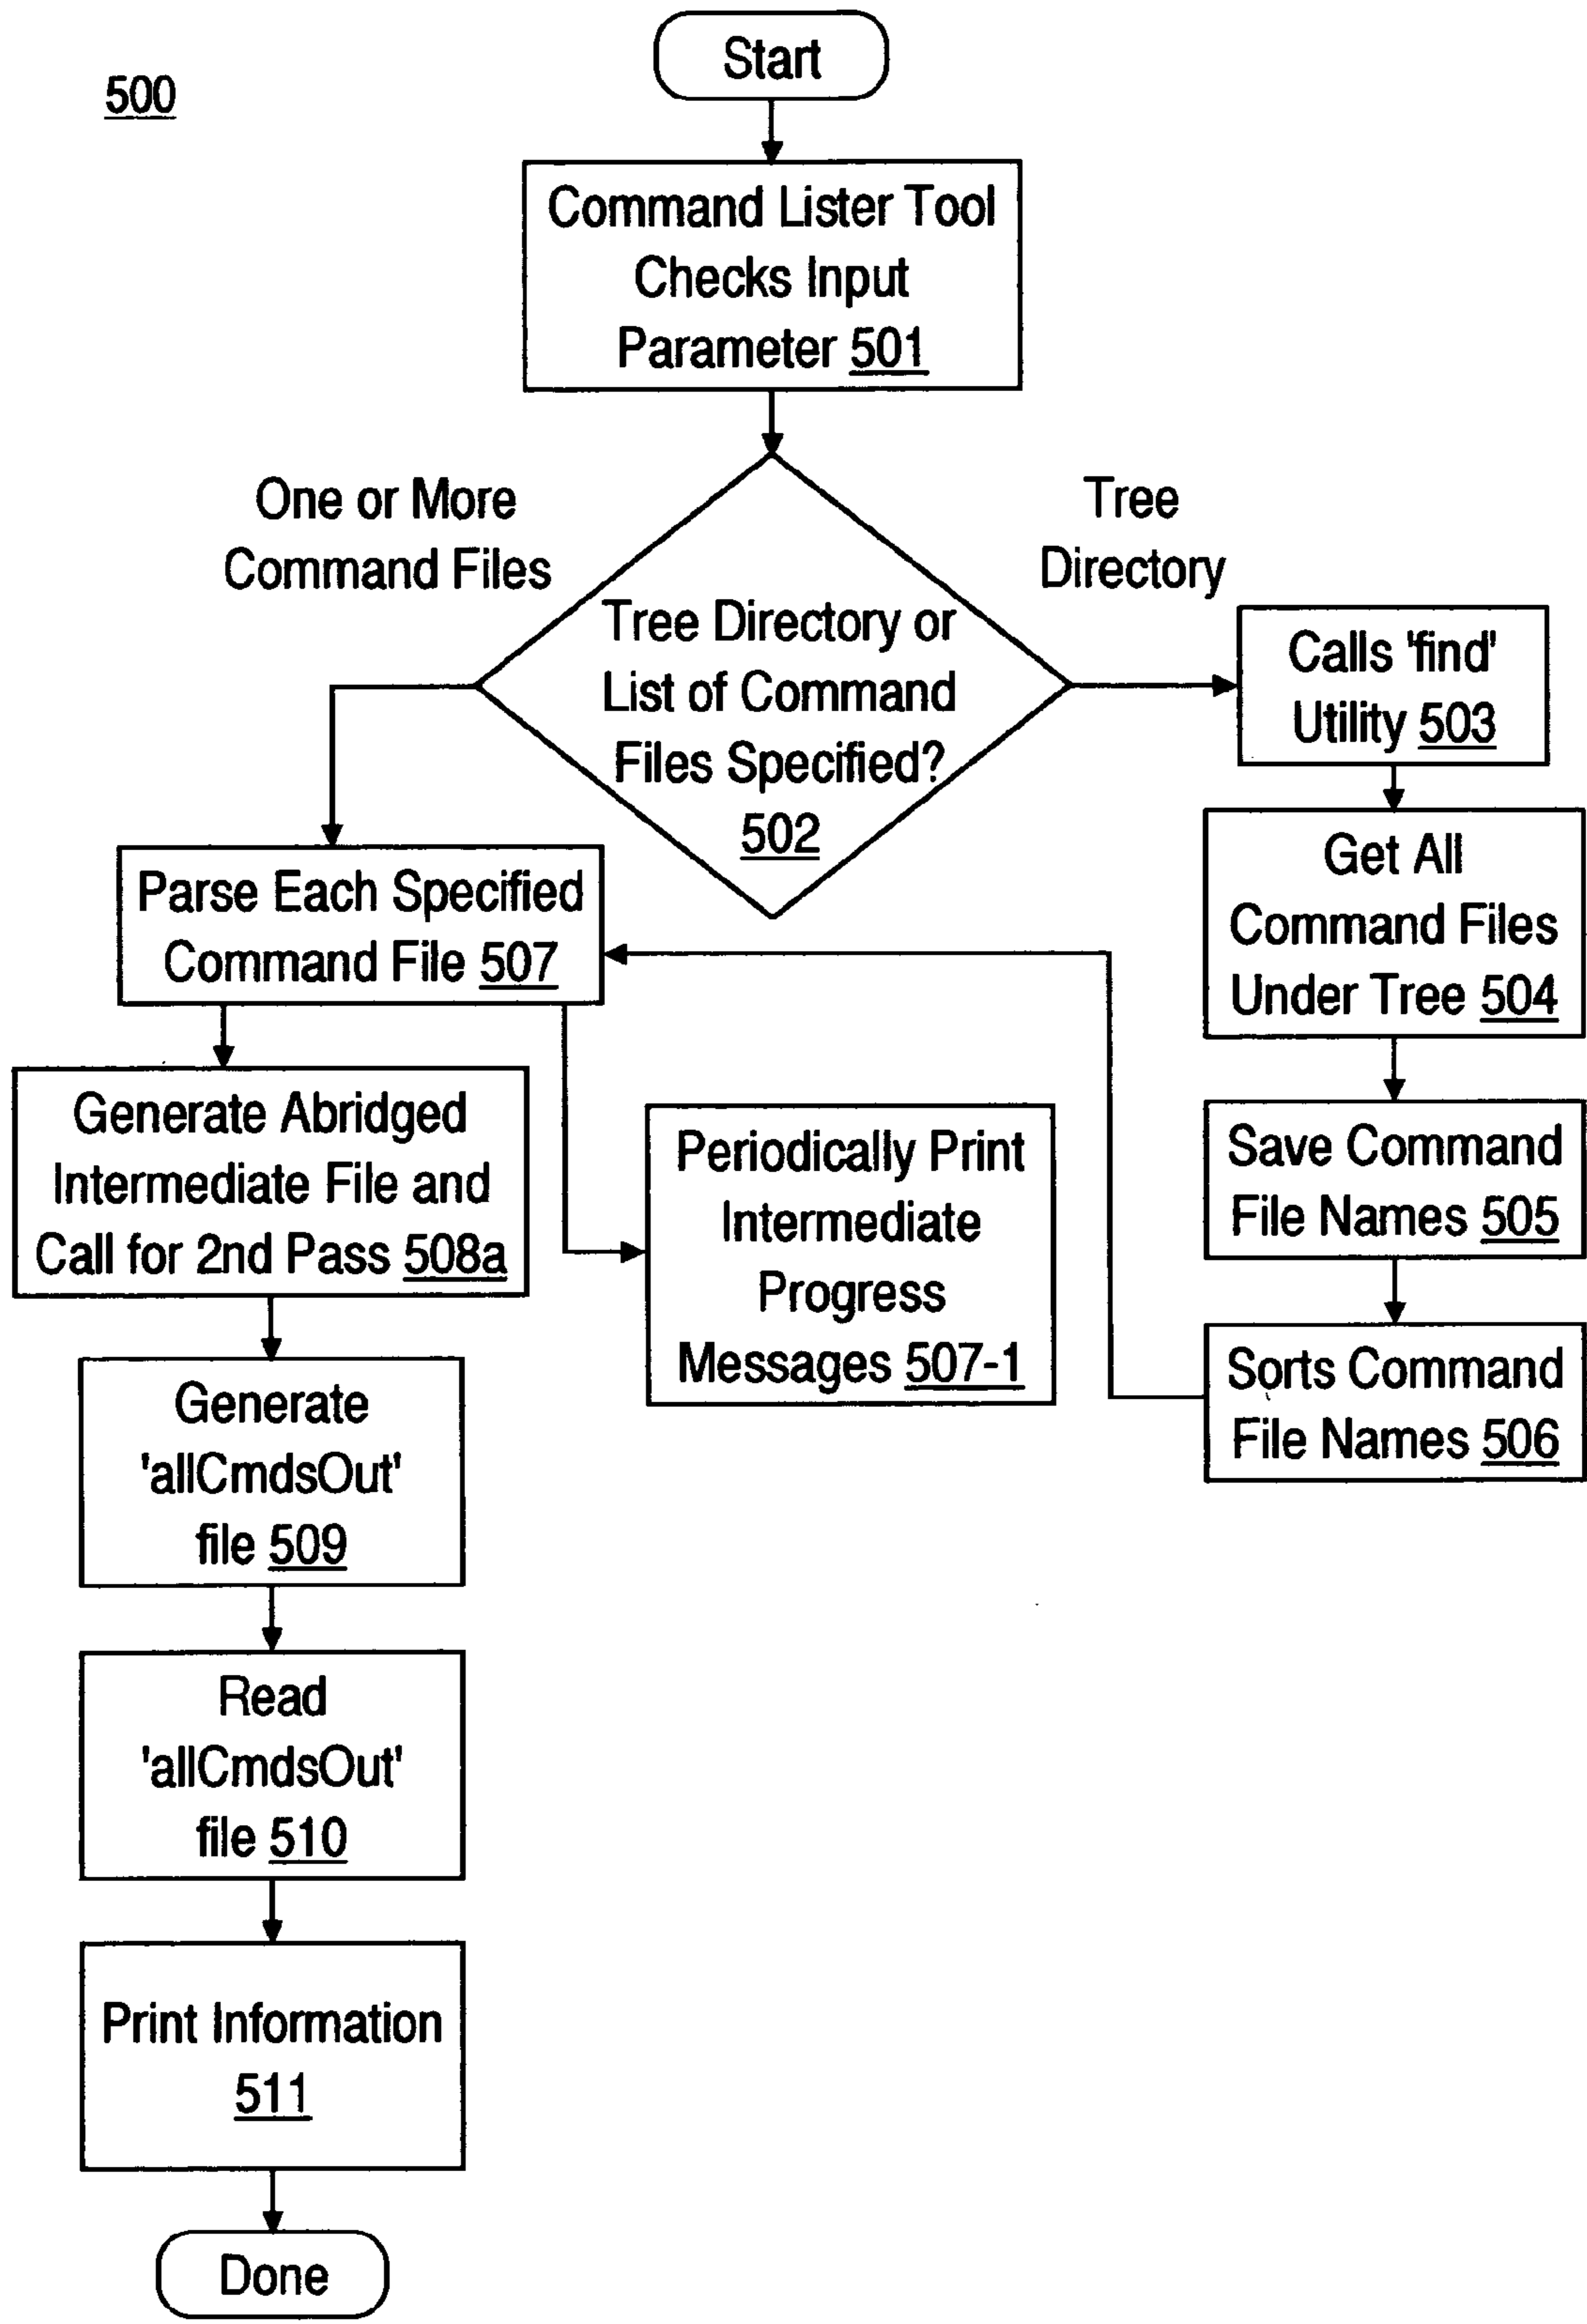 500
Start
Command Lister Tool
Checks Input
Parameter 501
One or More
Command Files
Tree
Directory
Tree Directory or
List of Command
Files Specified?
502
Calls 'find'
Utility 503
Get All
Command Files
Under Tree 504
Save Command
File Names 505
Sorts Command
File Names 506
Parse Each Specified
Command File 507
Periodically Print
Intermediate
Progress
Messages 507-1
Generate Abridged
Intermediate File and
Call for 2nd Pass 508a
Generate
'allCmdsOut'
file 509
Read
'allCmdsOut'
file 510
Print Information
511
Done